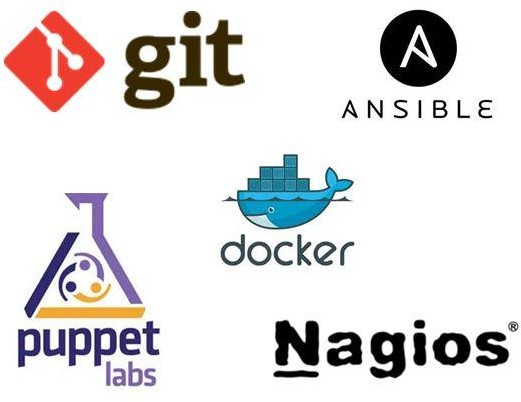 git
ANSIBLE
docker
puppet
labs
Nagios®